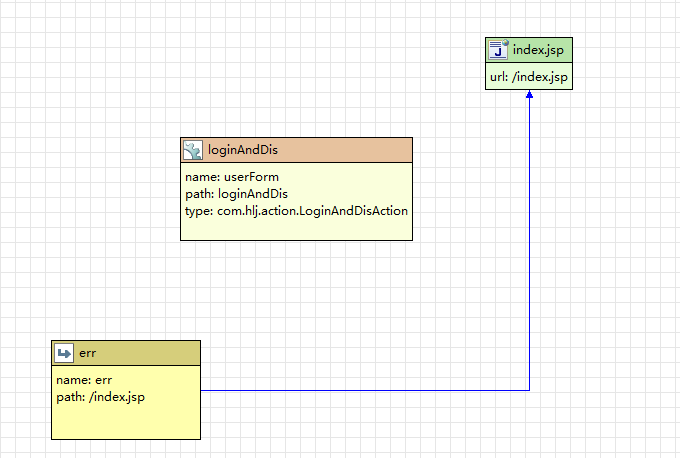 index.jsp
url: /index.jsp
loginAndDis
name: userForm
path: loginAndDis
type: com.hlj.action.LoginAndDisAction
err
name: err
path: /index.jsp